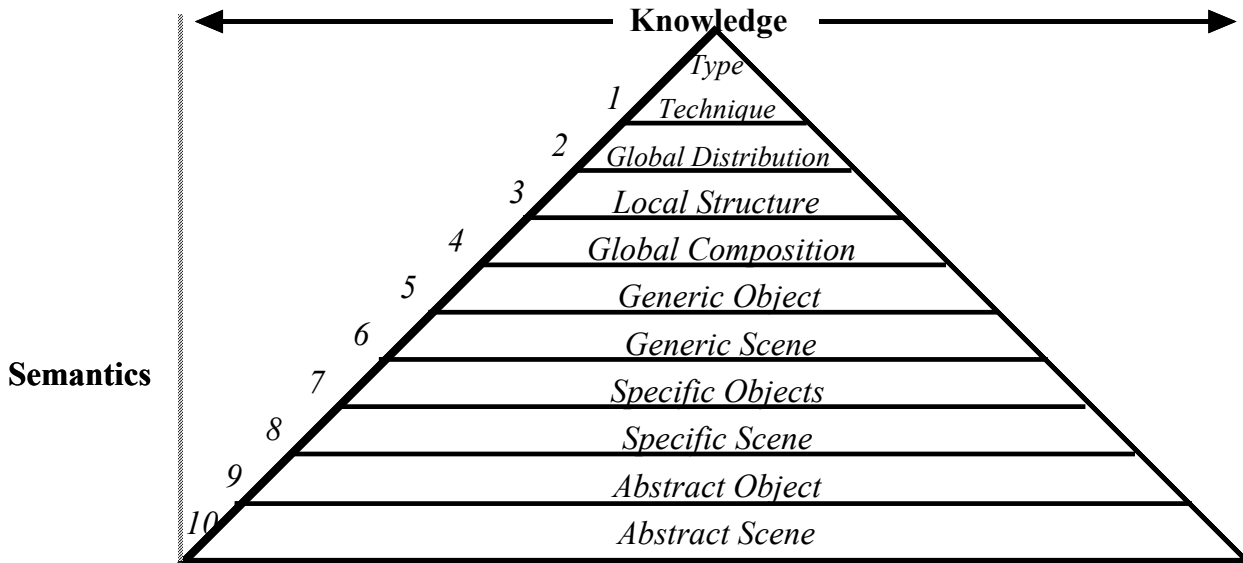 Knowledge
Type
1 Technique
2 Global Distribution
3 Local Structure
4 Global Composition
5 Generic Object
6 Generic Scene
Semantics
7 Specific Objects
8 Specific Scene
9 Abstract Object
10 Abstract Scene